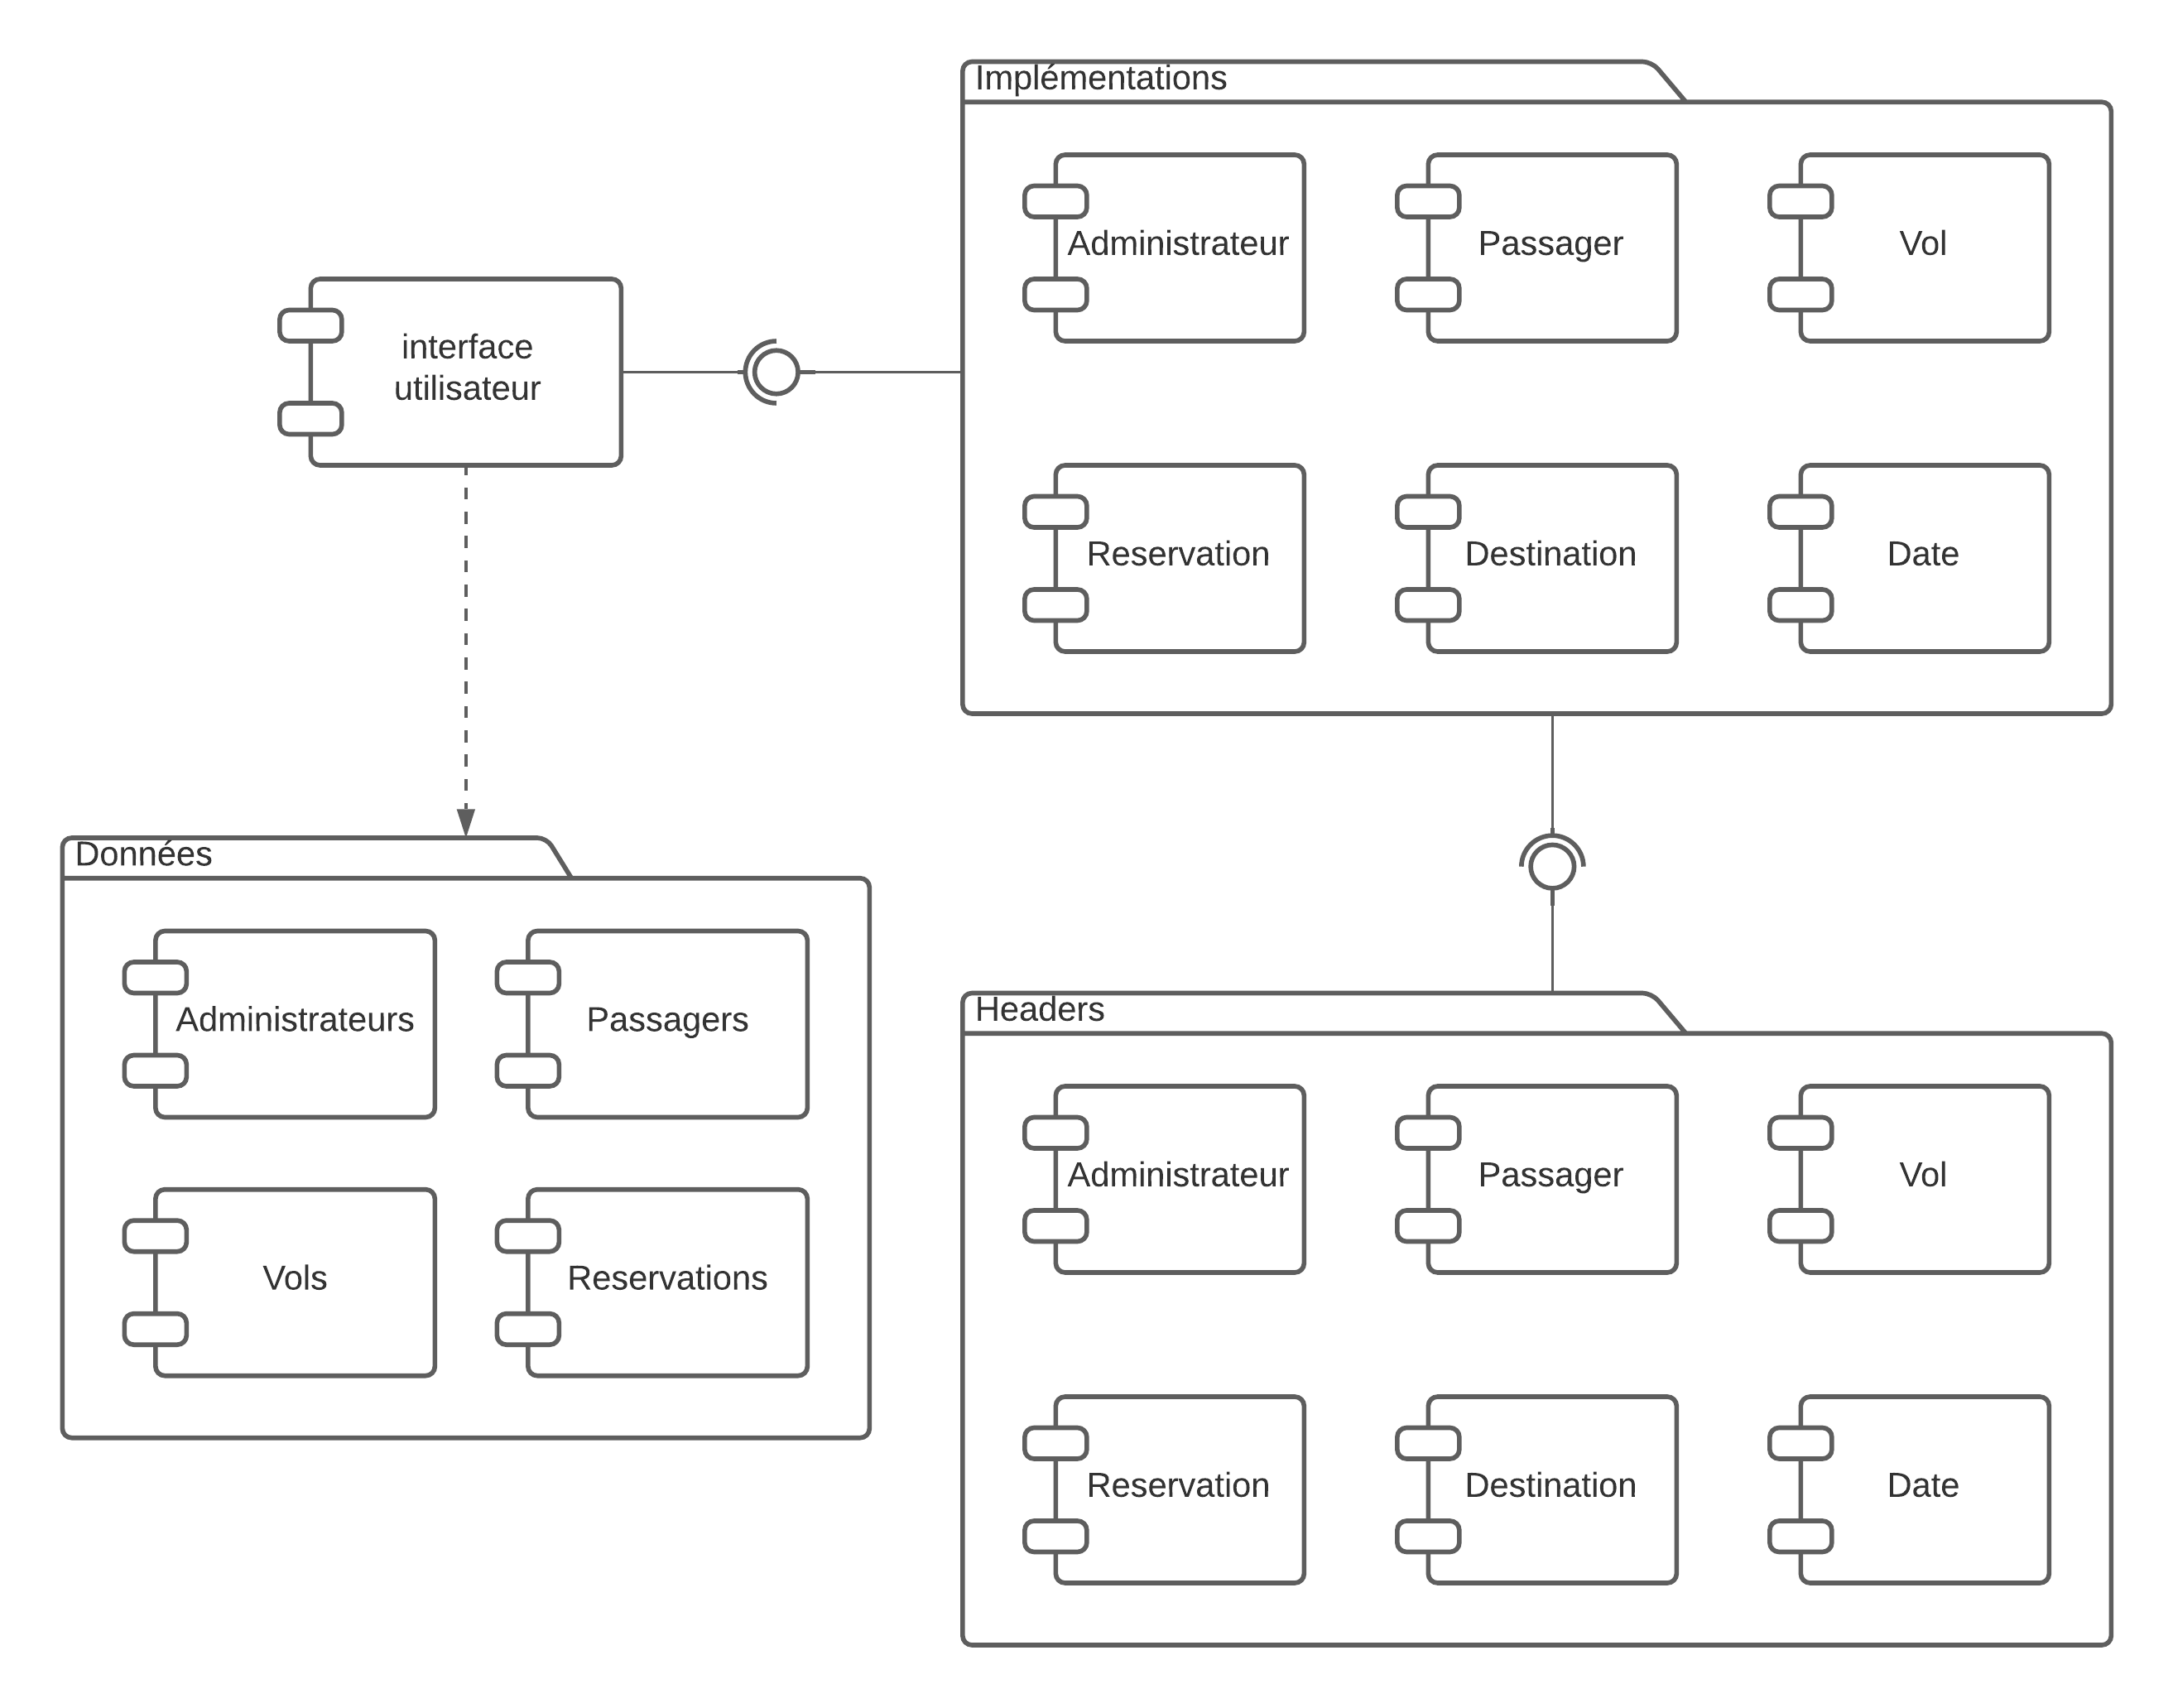 Implémentations
Administrateur
Passager
Vol
interface
utilisateur
Reservation
Destination
Date
Données
Administrateurs
Passagers
Vols
Reservations
Headers
Administrateur
Passager
Vol
Reservation
Destination
Date